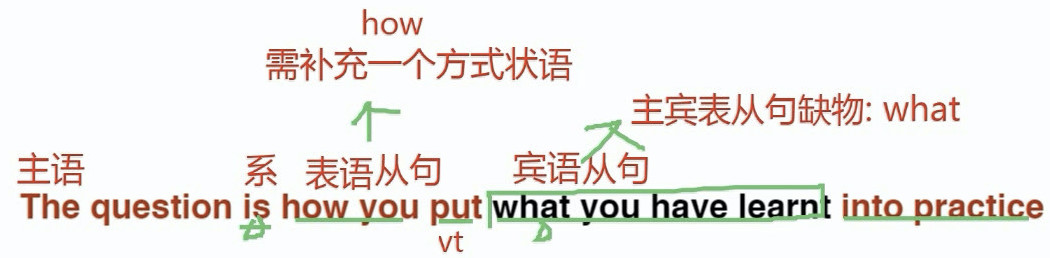 how
需补充一个方式状语
主宾表从句缺物: what
主语 系 表语从句 宾语从句
The question is how you put what you have learnt into practice
vt